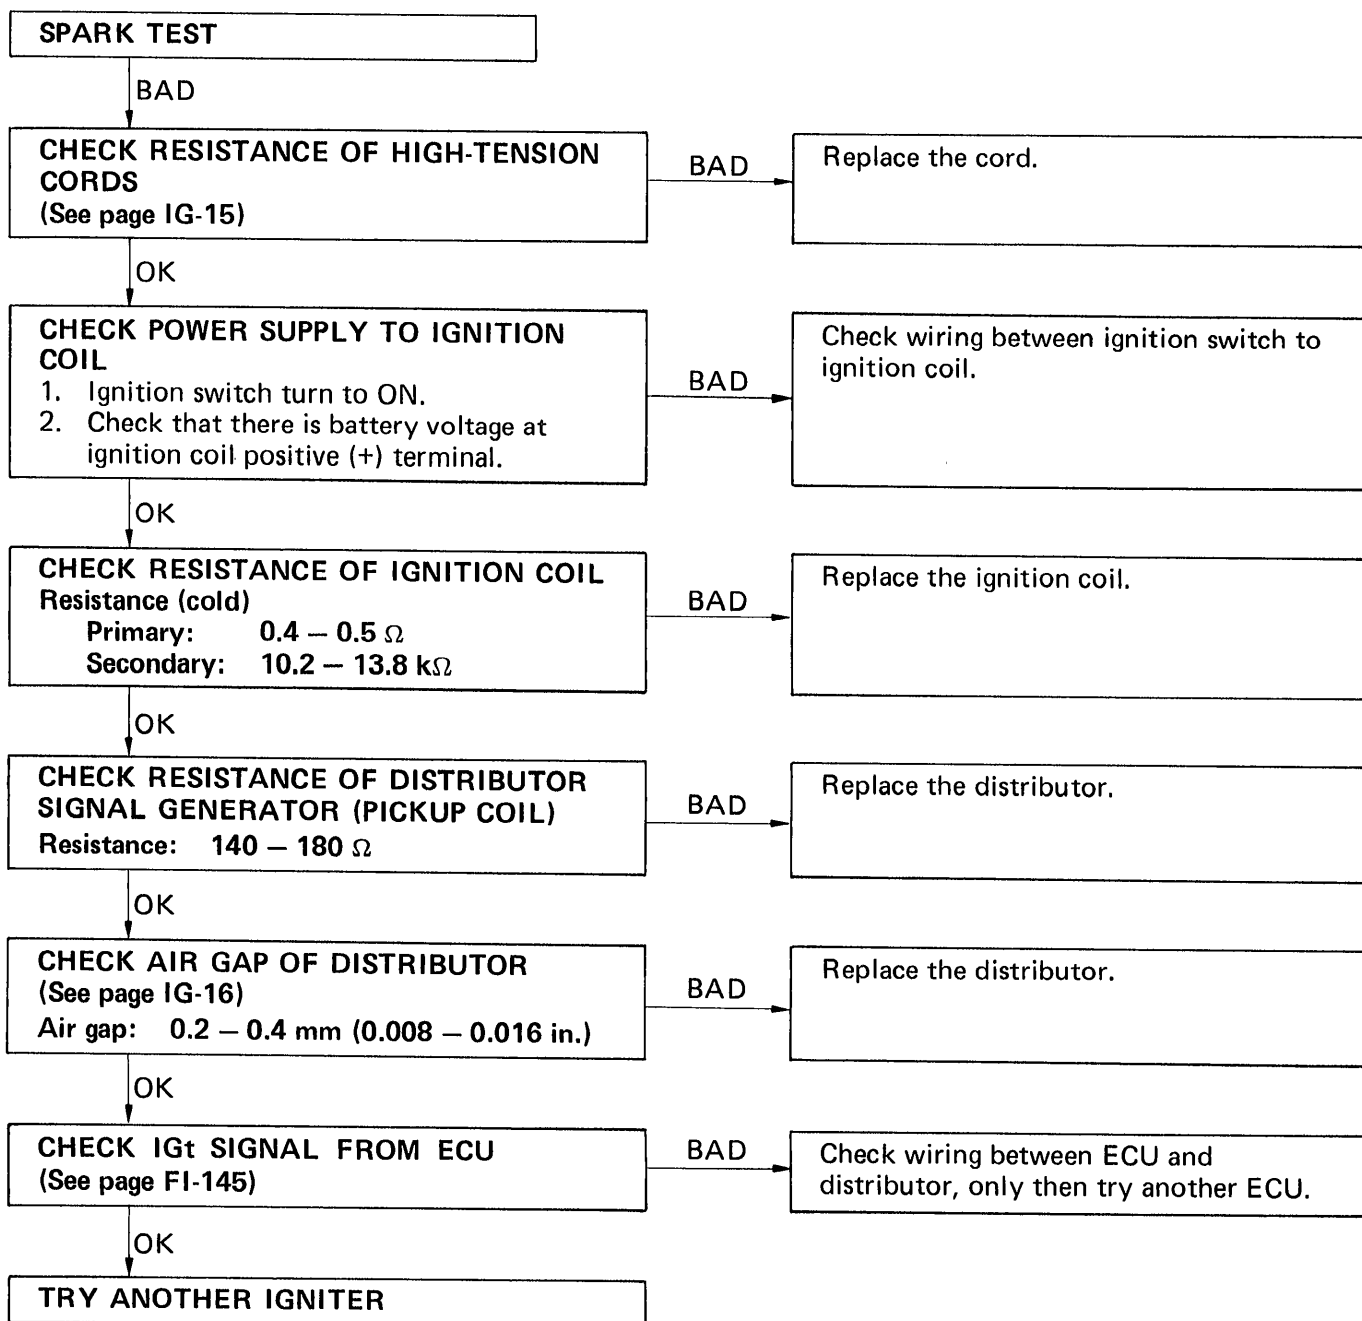 SPARK TEST
BAD
CHECK RESISTANCE OF HIGH-TENSION
CORDS
(See page IG-15)
BAD
Replace the cord.
OK
CHECK POWER SUPPLY TO IGNITION
COIL
1. Ignition switch turn to ON.
2. Check that there is battery voltage at
ignition coil positive (+) terminal.
BAD
Check wiring between ignition switch to
ignition coil.
OK
CHECK RESISTANCE OF IGNITION COIL
Resistance (cold)
Primary: 0.4 – 0.5 Ω
Secondary: 10.2 – 13.8 kΩ
BAD
Replace the ignition coil.
OK
CHECK RESISTANCE OF DISTRIBUTOR
SIGNAL GENERATOR (PICKUP COIL)
Resistance: 140 – 180 Ω
BAD
Replace the distributor.
OK
CHECK AIR GAP OF DISTRIBUTOR
(See page IG-16)
Air gap: 0.2 – 0.4 mm (0.008 – 0.016 in.)
BAD
Replace the distributor.
OK
CHECK IGt SIGNAL FROM ECU
(See page FI-145)
BAD
Check wiring between ECU and
distributor, only then try another ECU.
OK
TRY ANOTHER IGNITER